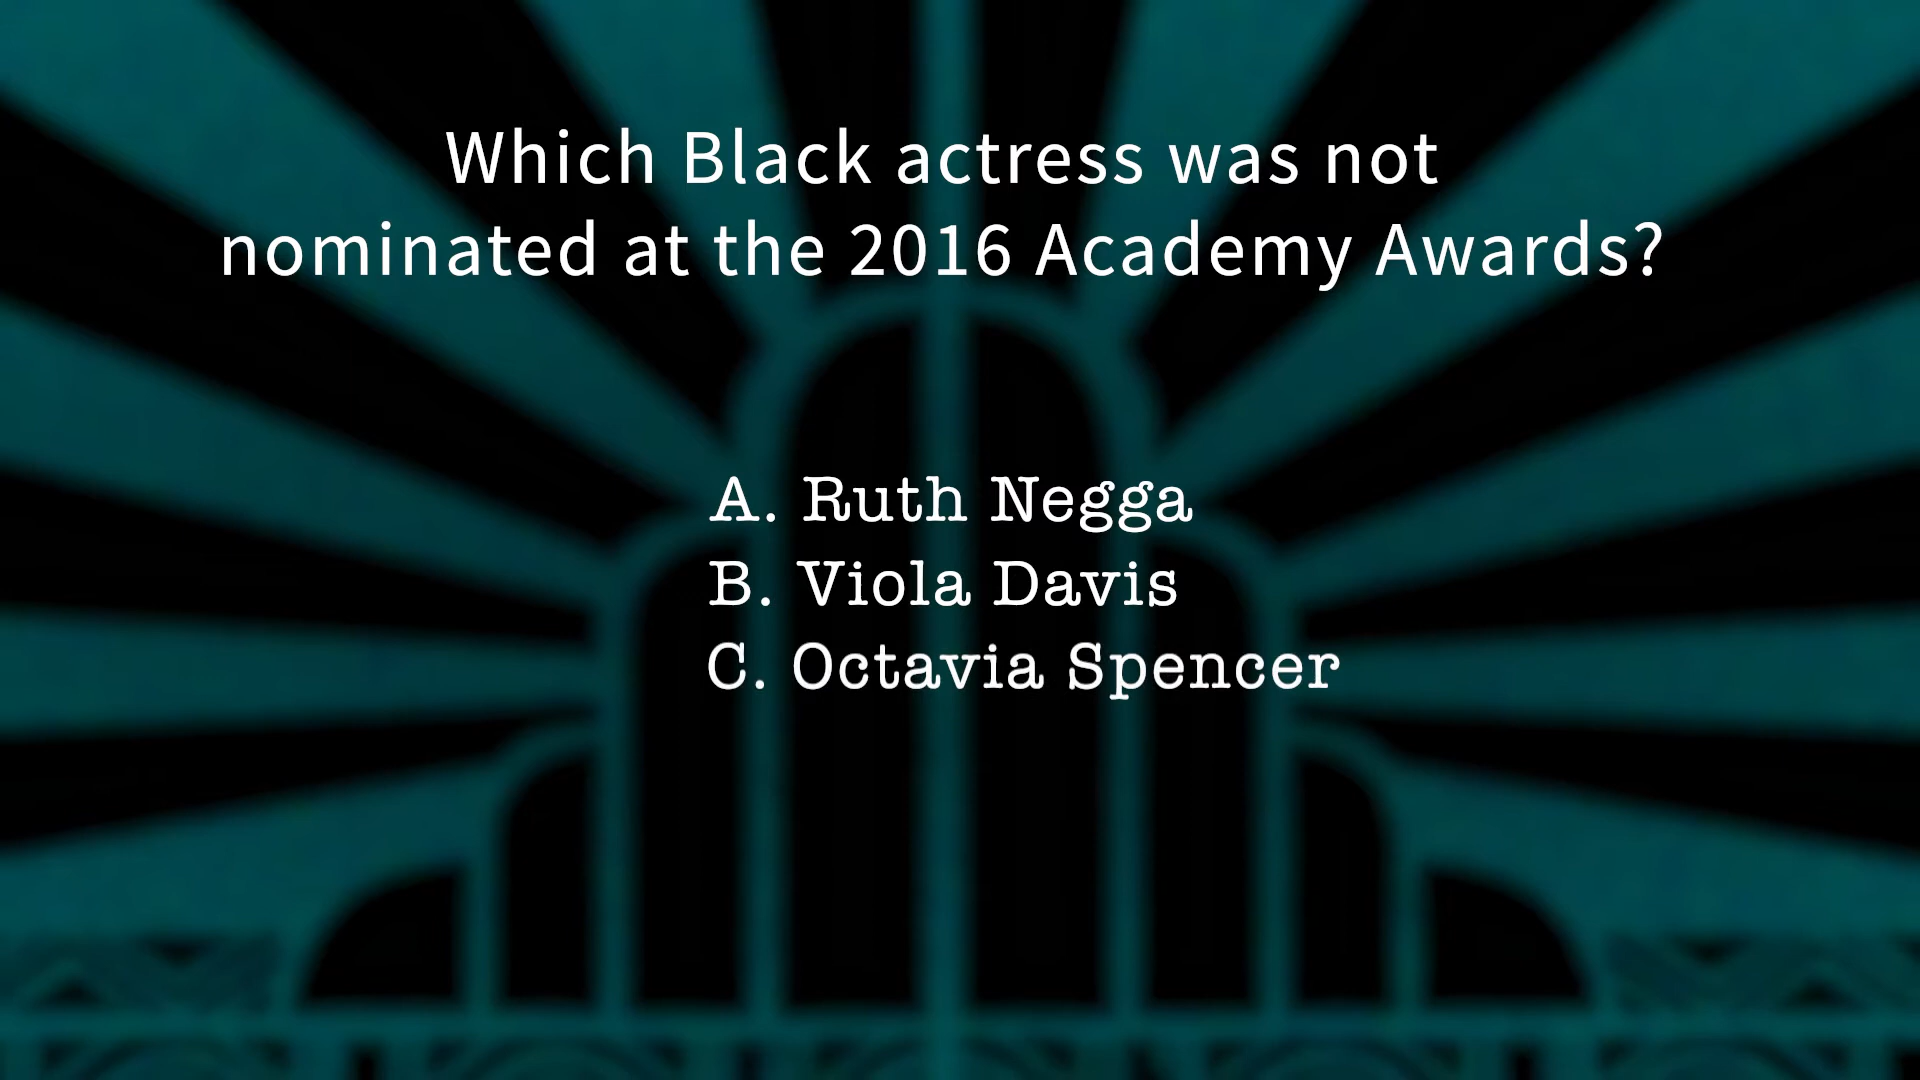 Which Black actress was not
nominated at the 2016 Academy Awards?
A. Ruth Negga
B. Viola Davis
C. Octavia Spencer